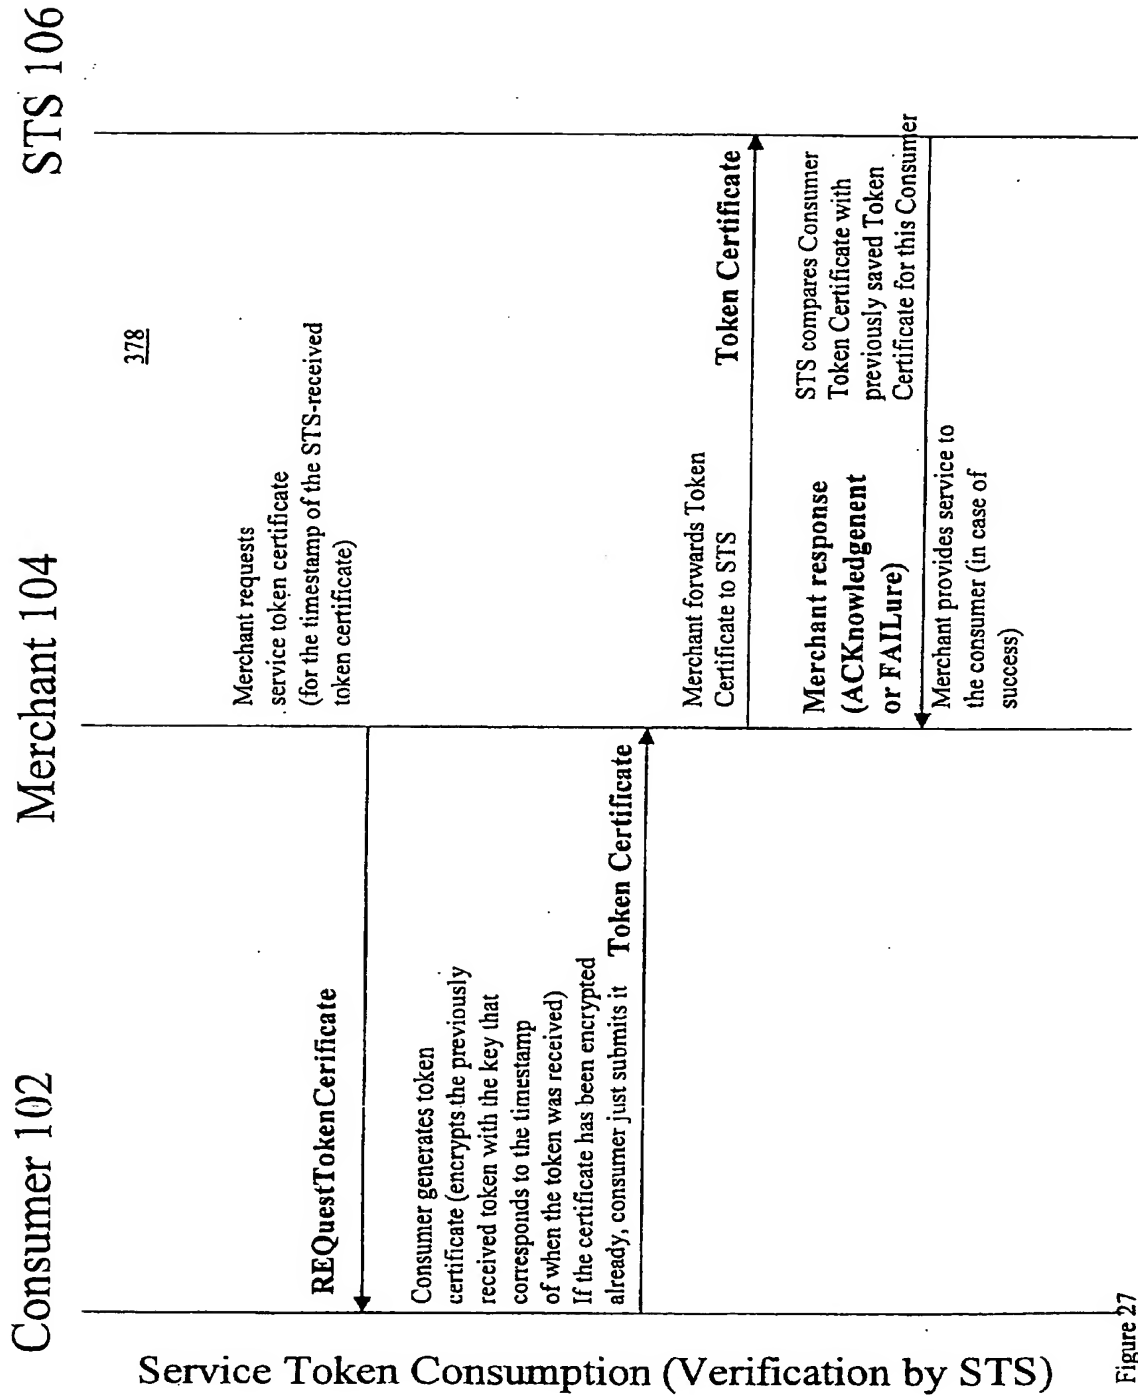 Service Token Consumption (Verification by STS)
Consumer 102
Merchant 104
STS 106
378
Merchant requests
service token certificate
(for the timestamp of the STS-received
token certificate)
REQuestTokenCerificate
Consumer generates token
certificate (encrypts the previously
received token with the key that
corresponds to the timestamp
of when the token was received)
If the certificate has been encrypted
already, consumer just submits it
Token Certificate
Merchant forwards Token
Certificate to STS
Token Certificate
STS compares Consumer
Token Certificate with
previously saved Token
Certificate for this Consumer
Merchant response
(ACKnowledgenent
or FAILure)
Merchant provides service to
the consumer (in case of
success)
Figure 27